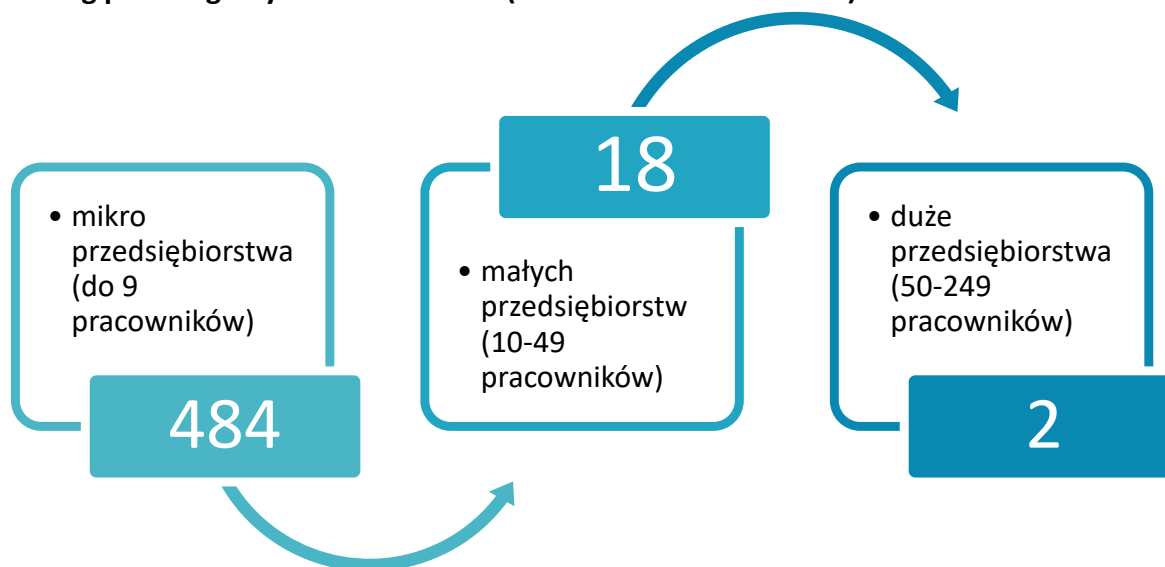 • mikro
przedsiębiorstwa
(do 9
pracowników)
484
18
• małych
przedsiębiorstw
(10-49
pracowników)
• duże
przedsiębiorstwa
(50-249
pracowników)
2